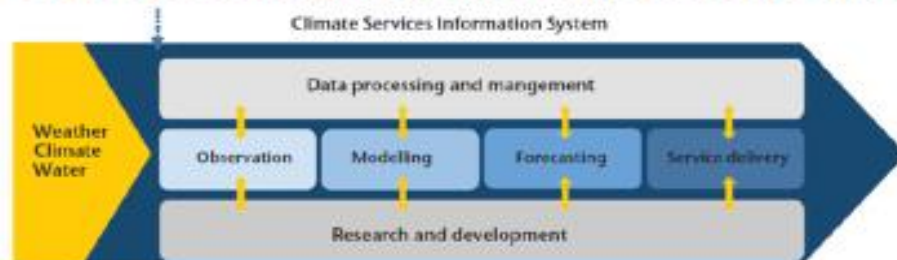 Climate Services Information System
Data processing and mangement
Weather
Climate
Water
Observation
Modelling
Forecasting
Service delivery
Research and development